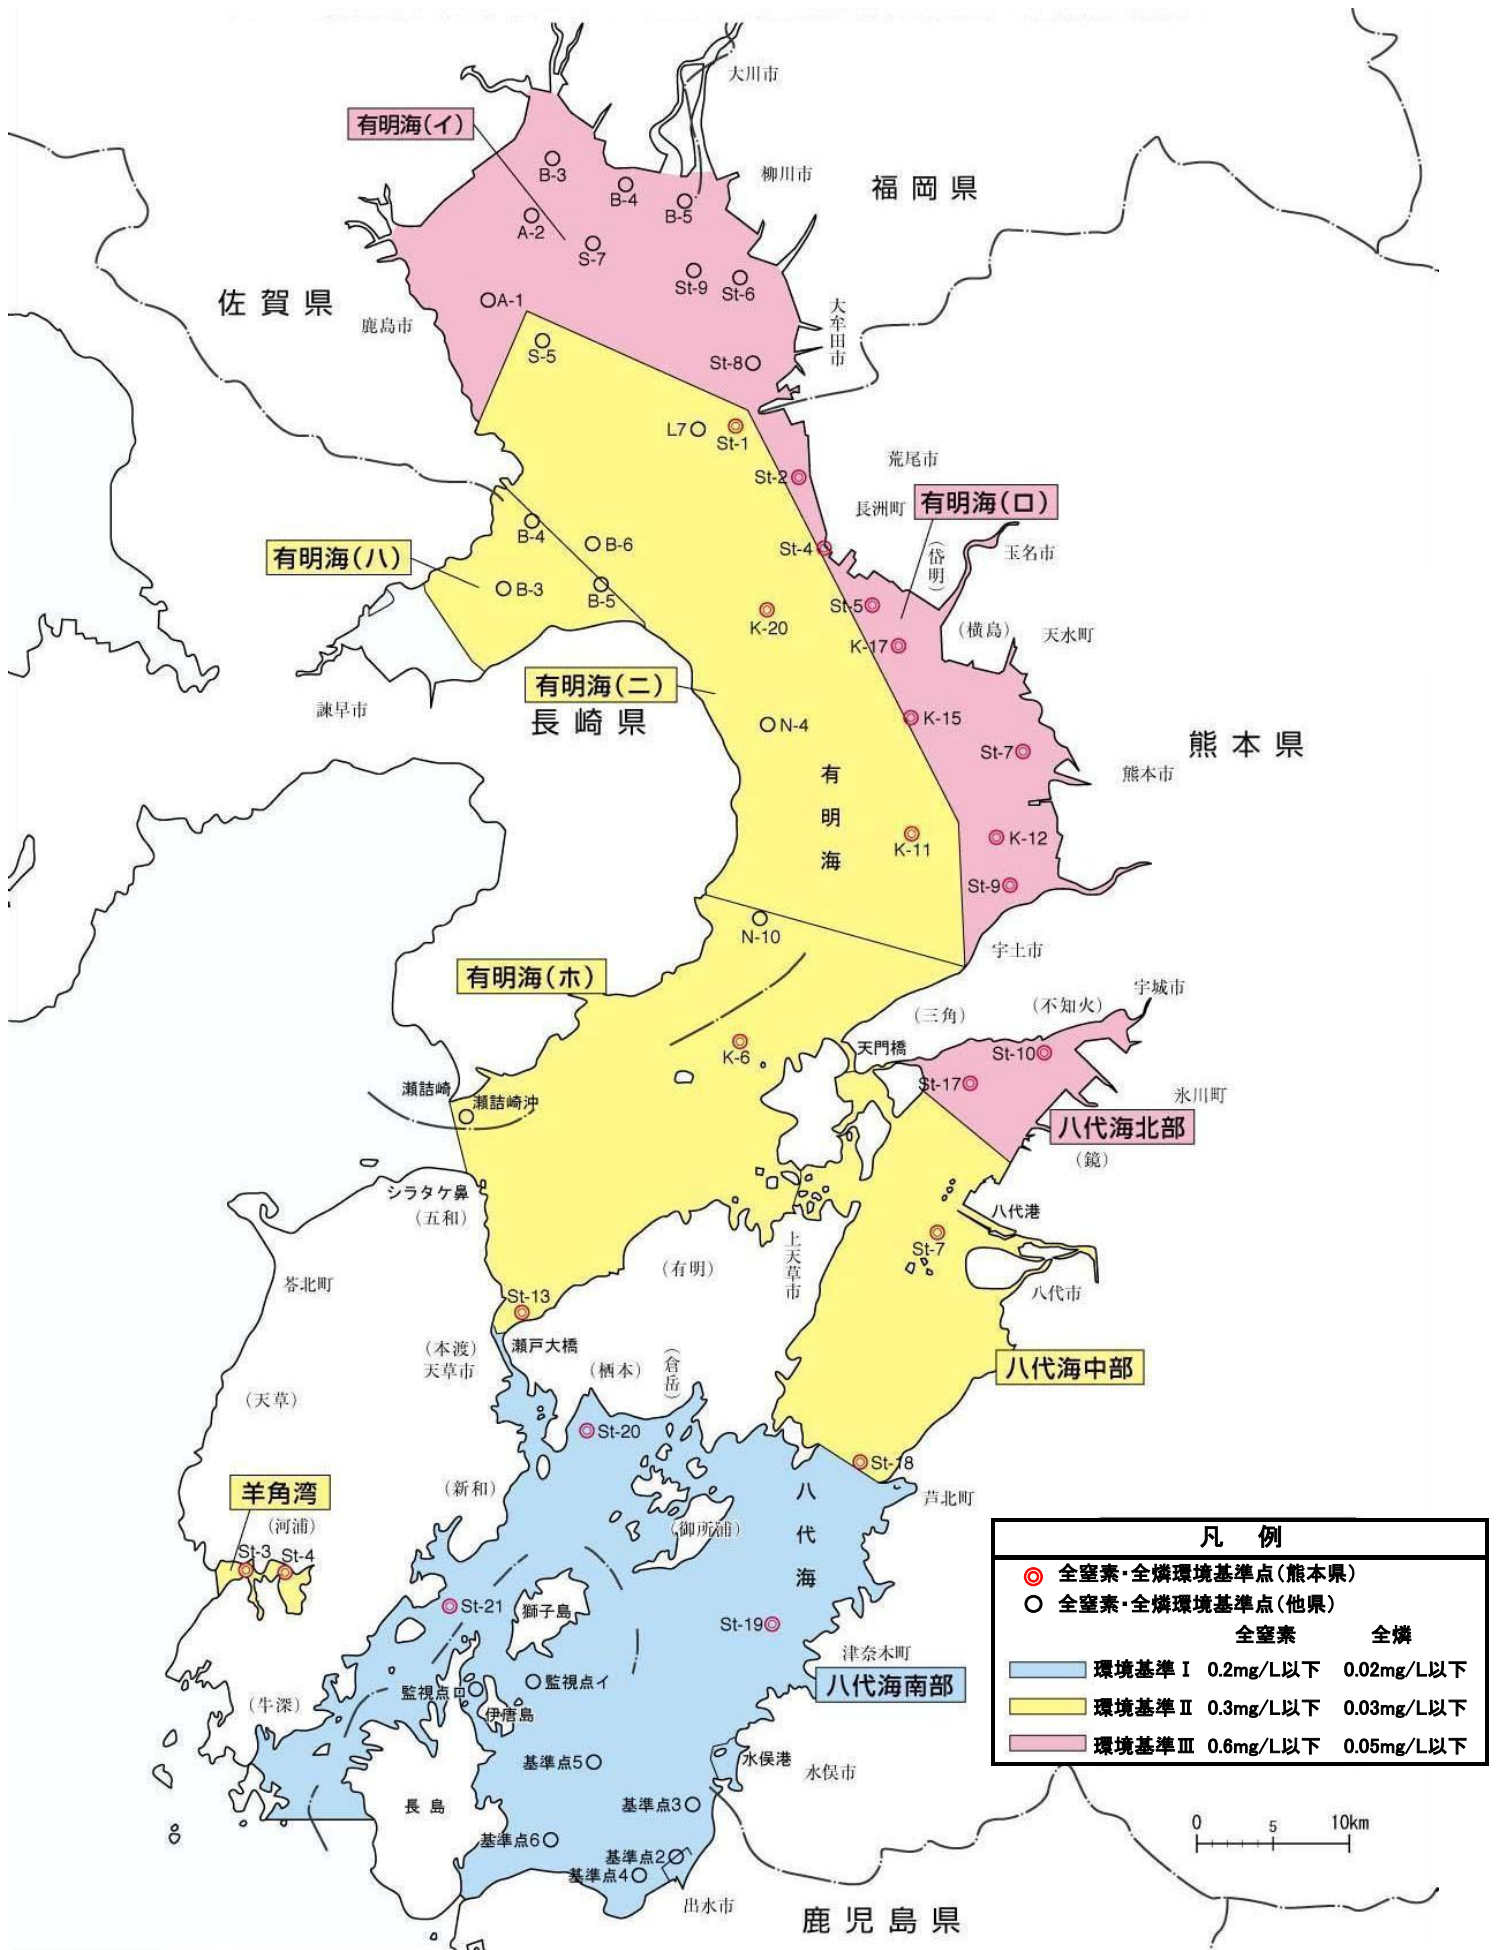 大川市
有明海(イ)
柳川市
福岡県
B-3
B-4
B-5
A-2
S-7
St-9
St-6
A-1
佐賀県
鹿島市
大牟田市
S-5
St-8
L7
St-1
St-2
荒尾市
長洲町
有明海(ロ)
St-4
(岱明)
玉名市
B-4
B-6
有明海(ハ)
B-3
B-5
St-5
K-20
K-17
(横島)
天水町
有明海(ニ)
諫早市
長崎県
N-4
K-15
St-7
熊本県
熊本市
有明海
K-11
K-12
St-9
N-10
宇土市
有明海(ホ)
宇城市
(不知火)
(三角)
天門橋
K-6
St-10
St-17
氷川町
瀬詰崎
瀬詰崎沖
八代海北部
(鏡)
シラタケ鼻
(五和)
八代港
St-7
上天草市
(有明)
苓北町
八代市
St-13
瀬戸大橋
(本渡)
天草市
(栖本)
(倉岳)
八代海中部
(天草)
St-20
St-18
芦北町
羊角湾
(河浦)
(新和)
(御所浦)
八代海
St-3
St-4
St-21
獅子島
St-19
津奈木町
監視点イ
監視点ロ
伊唐島
八代海南部
(牛深)
基準点5
水俣港
水俣市
長島
基準点3
基準点6
基準点2
基準点4
出水市
鹿児島県
凡 例
全窒素・全燐環境基準点(熊本県)
全窒素・全燐環境基準点(他県)
全窒素 全燐
環境基準Ⅰ 0.2mg/L以下 0.02mg/L以下
環境基準Ⅱ 0.3mg/L以下 0.03mg/L以下
環境基準Ⅲ 0.6mg/L以下 0.05mg/L以下
0 5 10km